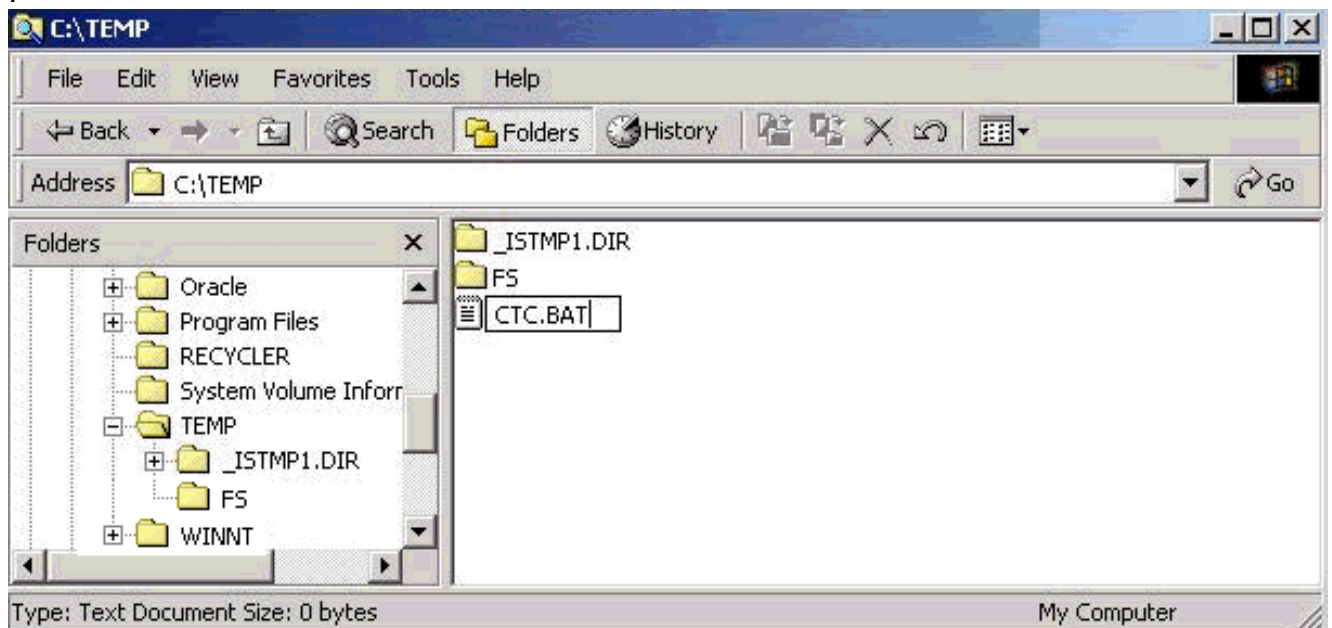 C:\TEMP
File Edit View Favorites Tools Help
Back Search Folders History
Address C:\TEMP Go
Folders
Oracle
Program Files
RECYCLER
System Volume Inforr
TEMP
_ISTMP1.DIR
FS
WINNT
_ISTMP1.DIR
FS
CTC.BAT
Type: Text Document Size: 0 bytes My Computer